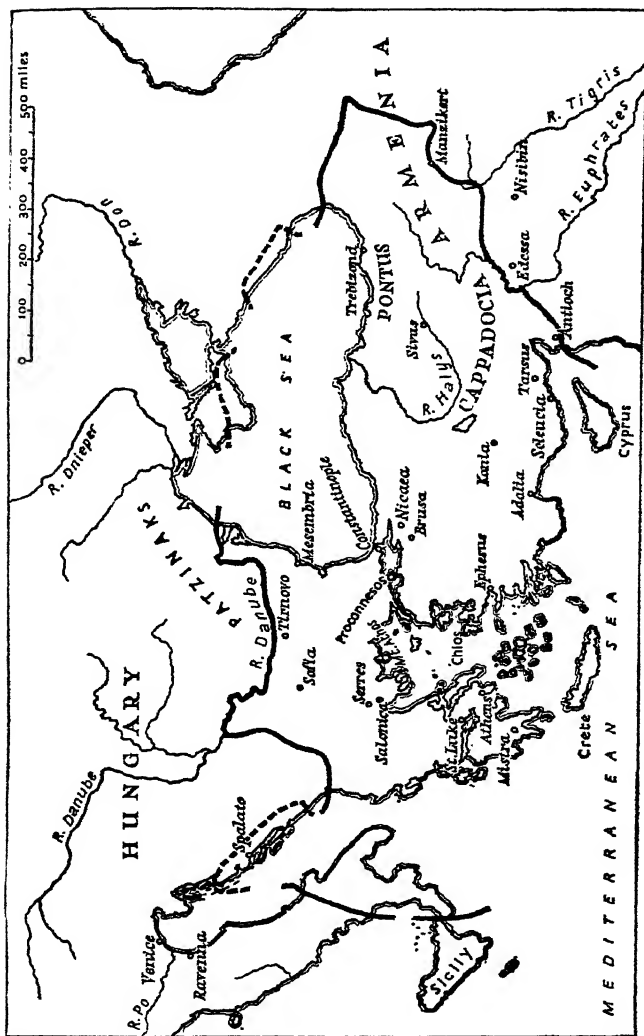 0 100 200 300 400 500 miles
R. Don
R. Dnieper
PATZINAKS
HUNGARY
R. Danube
R. Danube
R. Po
Venice
Ravenna
Spalato
BLACK SEA
Mesembria
Constantinople
Tirnovo
Sofia
Serres
Salonica
Proconnesos
Nicaea
Brusa
Trebizond
PONTUS
Sivas
R. Halys
CAPPADOCIA
ARMENIA
Manzikert
R. Tigris
Nisibin
R. Euphrates
Edessa
Antioch
Tarsus
Seleucia
Konia
Adalia
Cyprus
Ephesus
Chios
St. Luke
Athens
Mistra
Crete
Sicily
MEDITERRANEAN SEA